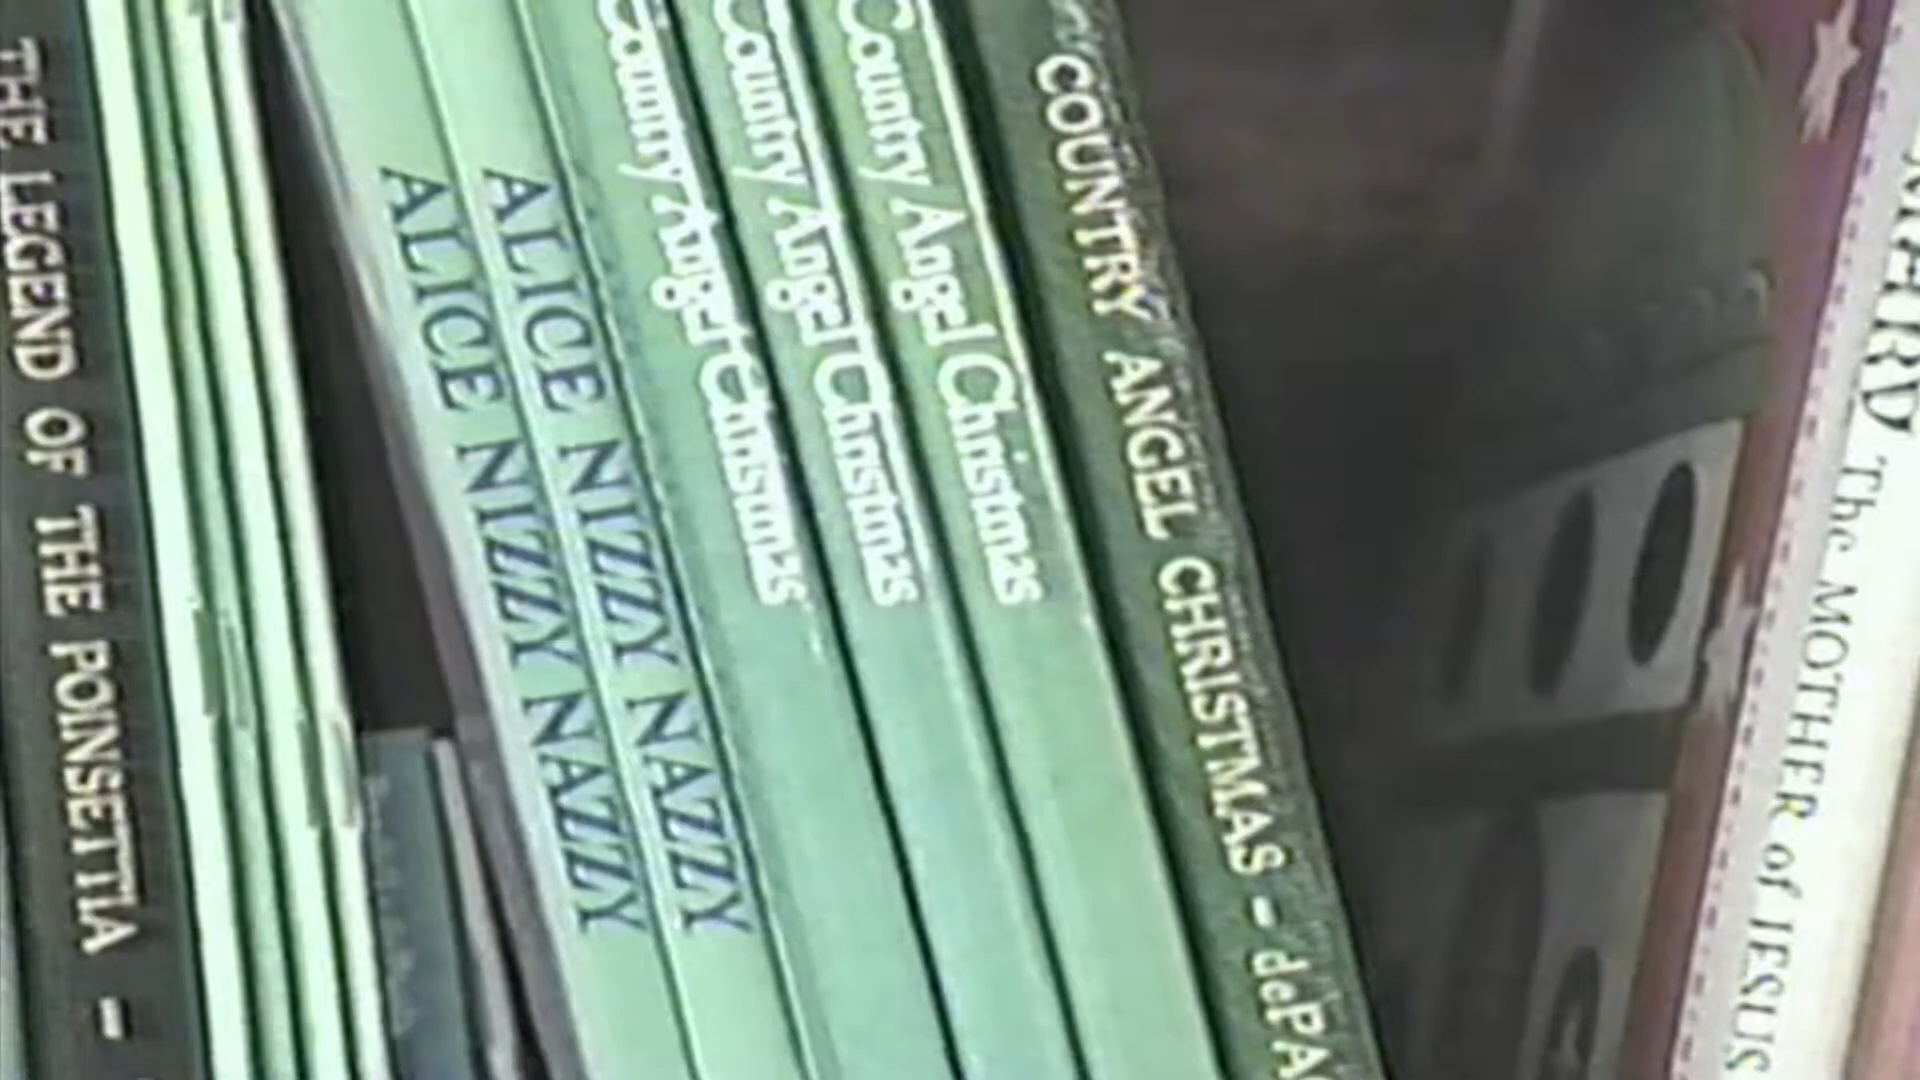 THE LEGEND OF THE POINSETTIA -
ALICE NIZZY NAZZY
ALICE NIZZY NAZZY
Country Angel Christmas
Country Angel Christmas
Country Angel Christmas
COUNTRY ANGEL CHRISTMAS - dePA
The MOTHER of JESUS